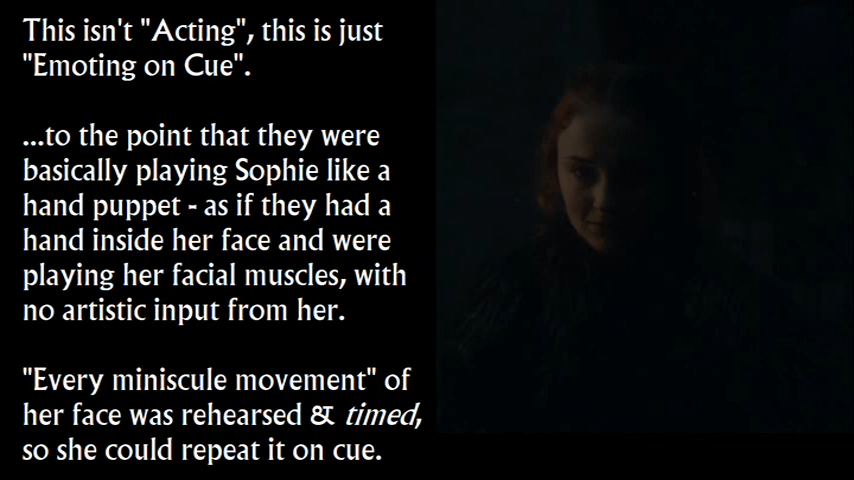 This isn't "Acting", this is just
"Emoting on Cue".
...to the point that they were
basically playing Sophie like a
hand puppet - as if they had a
hand inside her face and were
playing her facial muscles, with
no artistic input from her.
"Every miniscule movement" of
her face was rehearsed & timed,
so she could repeat it on cue.